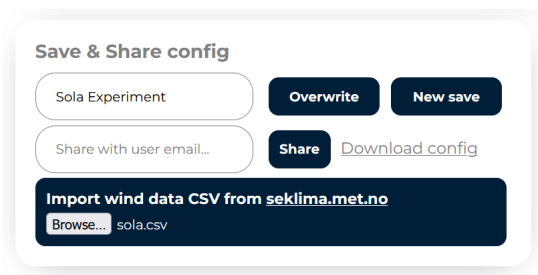 Save & Share config
Sola Experiment
Overwrite
New save
Share with user email...
Share
Download config
Import wind data CSV from seklima.met.no
Browse... sola.csv